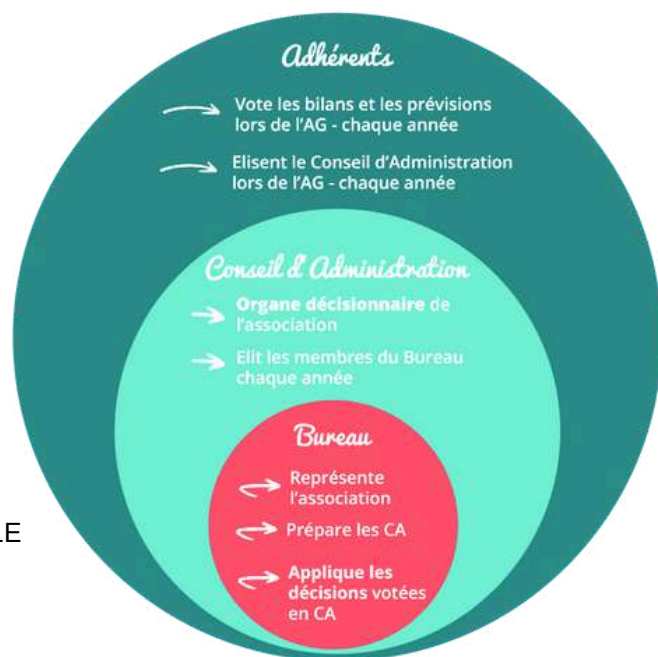 Adhérents
Vote les bilans et les prévisions
lors de l'AG - chaque année
Elisent le Conseil d'Administration
lors de l'AG - chaque année
Conseil d'Administration
Organe décisionnaire de
l'association
Elit les membres du Bureau
chaque année
Bureau
Représente
l'association
LE
Prépare les CA
Applique les
décisions votées
en CA